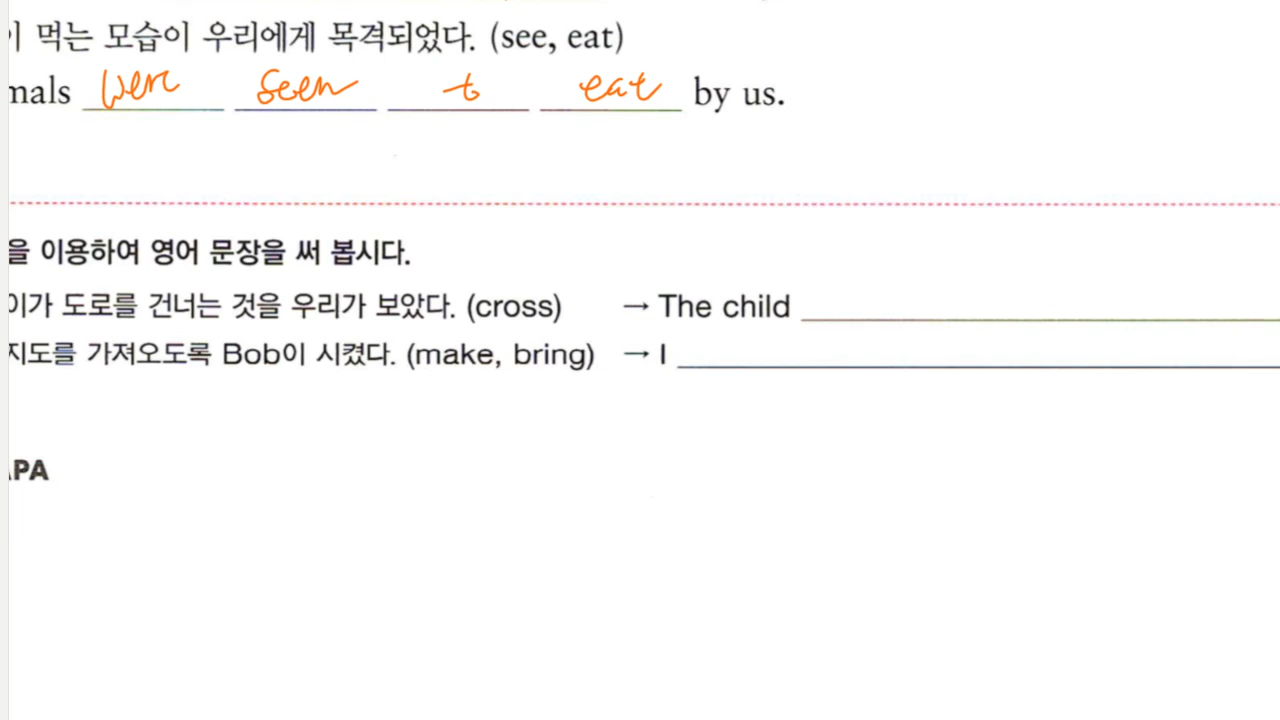 이 먹는 모습이 우리에게 목격되었다. (see, eat)
mals were seen to eat by us.
을 이용하여 영어 문장을 써 봅시다.
이가 도로를 건너는 것을 우리가 보았다. (cross) → The child
지도를 가져오도록 Bob이 시켰다. (make, bring) → I
PA